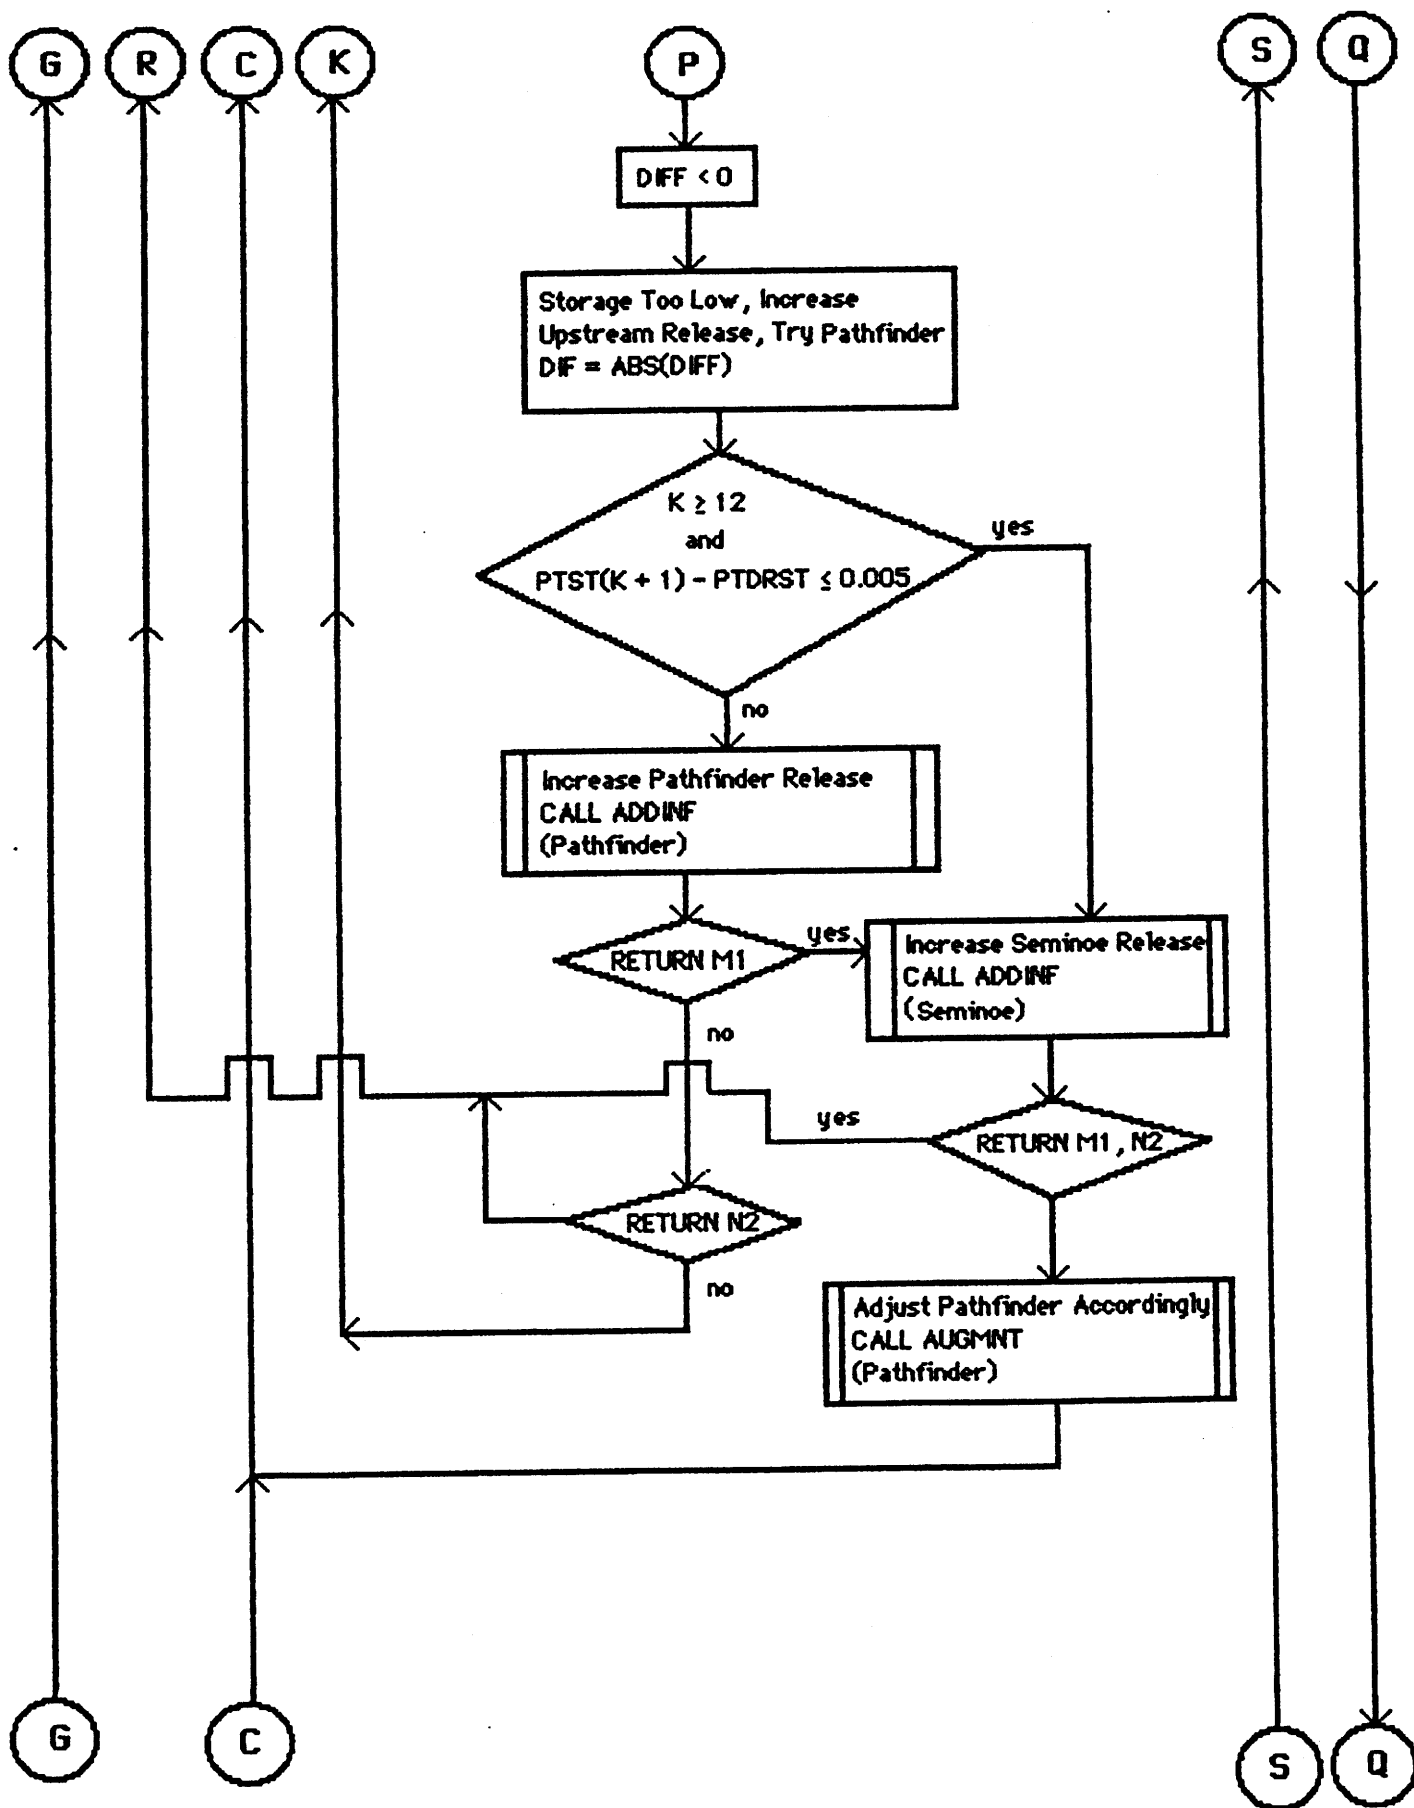 G R C K P S Q
DIFF < 0
Storage Too Low, Increase
Upstream Release, Try Pathfinder
DIF = ABS(DIFF)
K ≥ 12
and
PTST(K + 1) - PTDRST ≤ 0.005
yes
no
Increase Pathfinder Release
CALL ADDINF
(Pathfinder)
RETURN M1
yes
Increase Seminoe Release
CALL ADDINF
(Seminoe)
no
yes
RETURN M1, N2
RETURN N2
no
Adjust Pathfinder Accordingly
CALL AUGMNT
(Pathfinder)
G C S Q